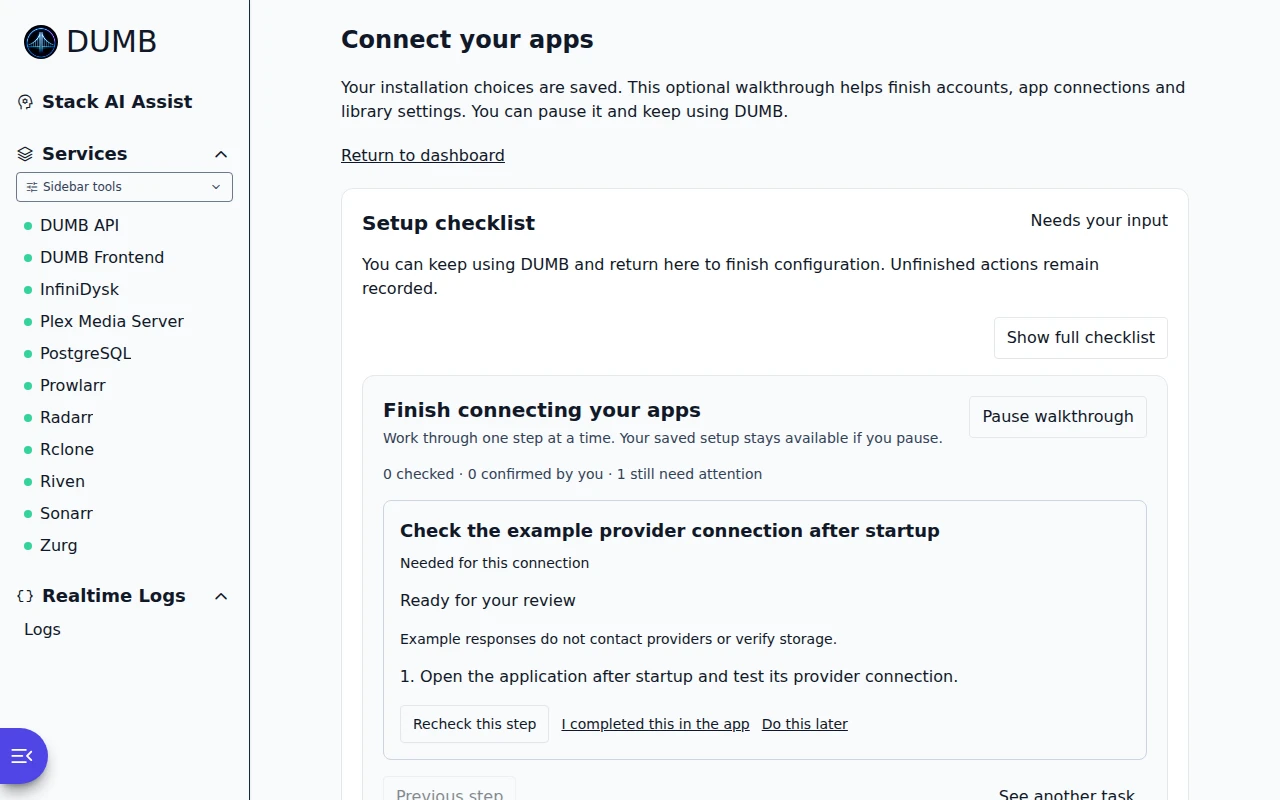 DUMB
Stack AI Assist
Services
Sidebar tools
DUMB API
DUMB Frontend
InfiniDysk
Plex Media Server
PostgreSQL
Prowlarr
Radarr
Rclone
Riven
Sonarr
Zurg
Realtime Logs
Logs
Connect your apps
Your installation choices are saved. This optional walkthrough helps finish accounts, app connections and
library settings. You can pause it and keep using DUMB.
Return to dashboard
Setup checklist
Needs your input
You can keep using DUMB and return here to finish configuration. Unfinished actions remain
recorded.
Show full checklist
Finish connecting your apps
Pause walkthrough
Work through one step at a time. Your saved setup stays available if you pause.
0 checked · 0 confirmed by you · 1 still need attention
Check the example provider connection after startup
Needed for this connection
Ready for your review
Example responses do not contact providers or verify storage.
1. Open the application after startup and test its provider connection.
Recheck this step
I completed this in the app
Do this later
Previous step
See another task